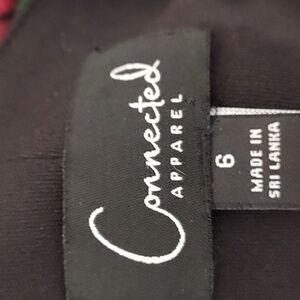 Connected
APPAREL
6
MADE IN
SRI LANKA